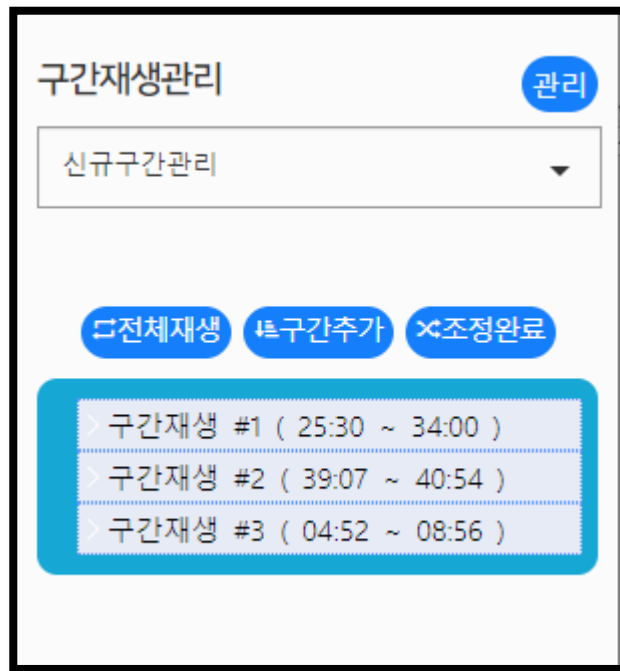 구간재생관리
관리
신규구간관리
전체재생 구간추가 조정완료
구간재생 #1 ( 25:30 ~ 34:00 )
구간재생 #2 ( 39:07 ~ 40:54 )
구간재생 #3 ( 04:52 ~ 08:56 )